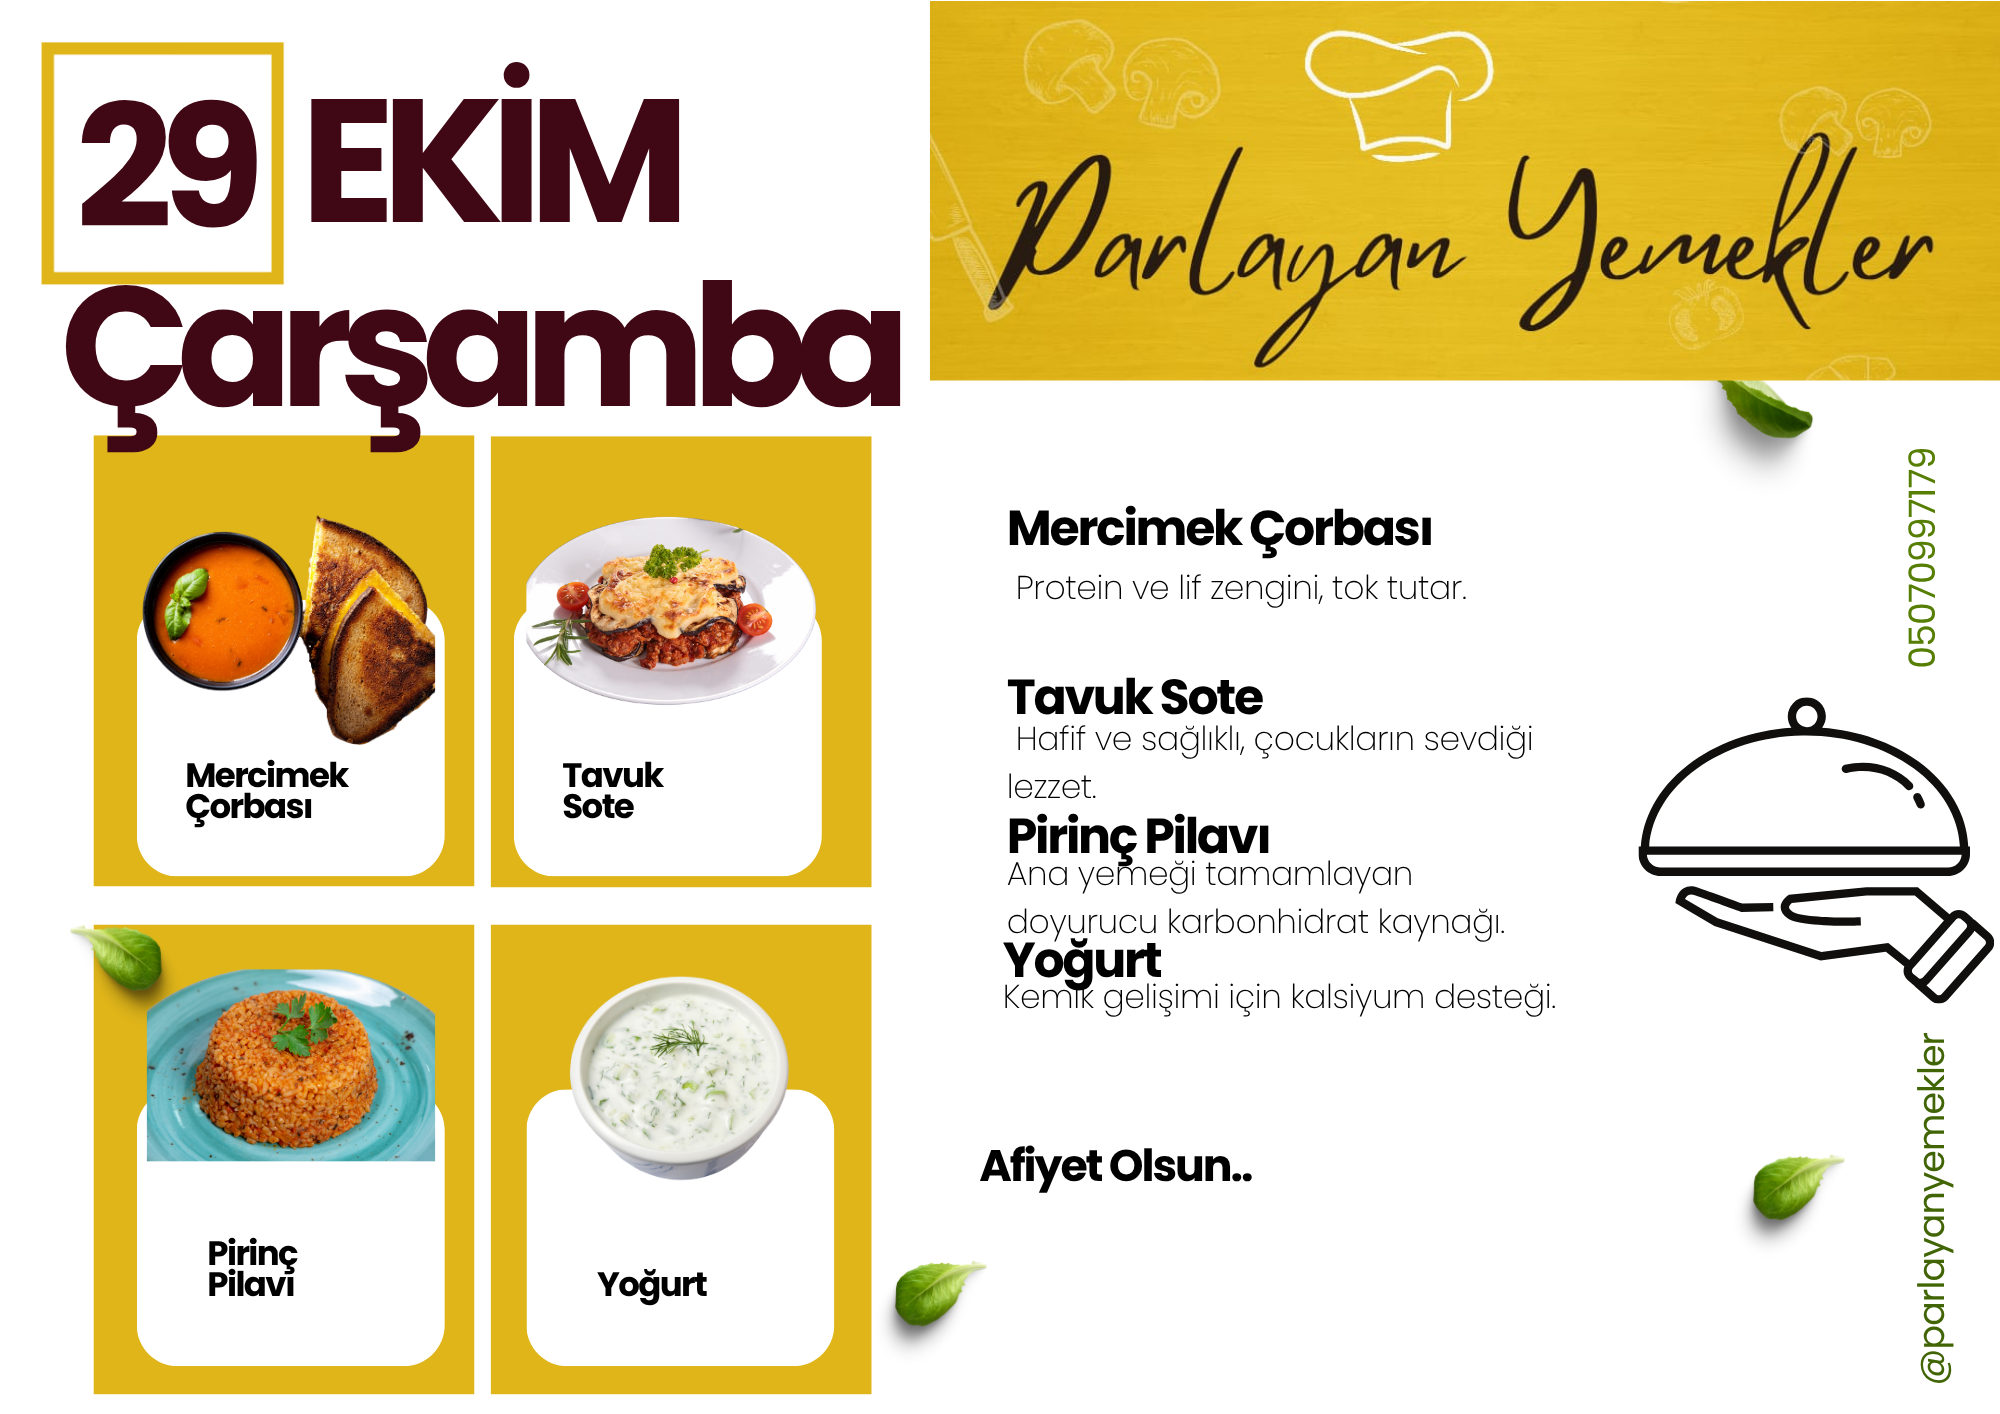 29 EKİM
Çarşamba
Parlayan Yemekler
Mercimek
Çorbası
Tavuk
Sote
Pirinç
Pilavı
Yoğurt
Mercimek Çorbası
Protein ve lif zengini, tok tutar.
Tavuk Sote
Hafif ve sağlıklı, çocukların sevdiği
lezzet.
Pirinç Pilavı
Ana yemeği tamamlayan
doyurucu karbonhidrat kaynağı.
Yoğurt
Kemik gelişimi için kalsiyum desteği.
Afiyet Olsun..
05070997179
@parlayanyemekler